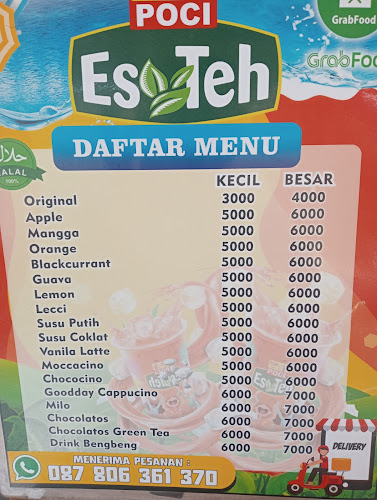 POCI
Es Teh
GrabFood
GrabFoo
حلال
HALAL
100%
DAFTAR MENU
KECIL BESAR
Original 3000 4000
Apple 5000 6000
Mangga 5000 6000
Orange 5000 6000
Blackcurrant 5000 6000
Guava 5000 6000
Lemon 5000 6000
Lecci 5000 6000
Susu Putih 5000 6000
Susu Coklat 5000 6000
Vanila Latte 5000 6000
Moccacino 5000 6000
Chococino 5000 6000
Goodday Cappucino 6000 7000
Milo 6000 7000
Chocolatos 6000 7000
Chocolatos Green Tea 6000 7000
Drink Bengbeng 6000 7000
DELIVERY
MENERIMA PESANAN :
087 806 361 370